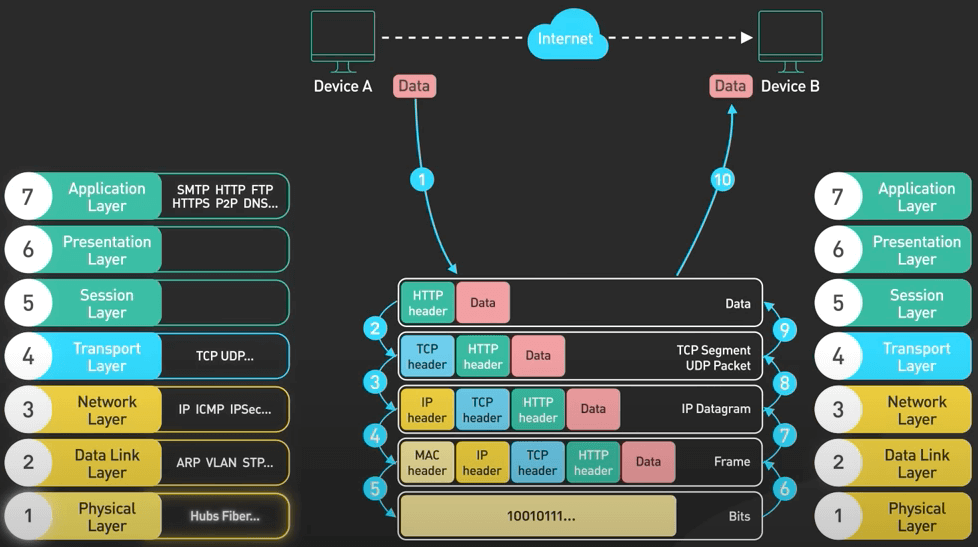 Internet
Device A
Data
Data
Device B
1
10
7
Application
Layer
SMTP HTTP FTP
HTTPS P2P DNS...
6
Presentation
Layer
5
Session
Layer
4
Transport
Layer
TCP UDP...
3
Network
Layer
IP ICMP IPSec...
2
Data Link
Layer
ARP VLAN STP...
1
Physical
Layer
Hubs Fiber...
HTTP
header
Data
Data
2
9
TCP
header
HTTP
header
Data
TCP Segment
UDP Packet
3
8
IP
header
TCP
header
HTTP
header
Data
IP Datagram
4
7
MAC
header
IP
header
TCP
header
HTTP
header
Data
Frame
5
6
10010111...
Bits
7
Application
Layer
6
Presentation
Layer
5
Session
Layer
4
Transport
Layer
3
Network
Layer
2
Data Link
Layer
1
Physical
Layer